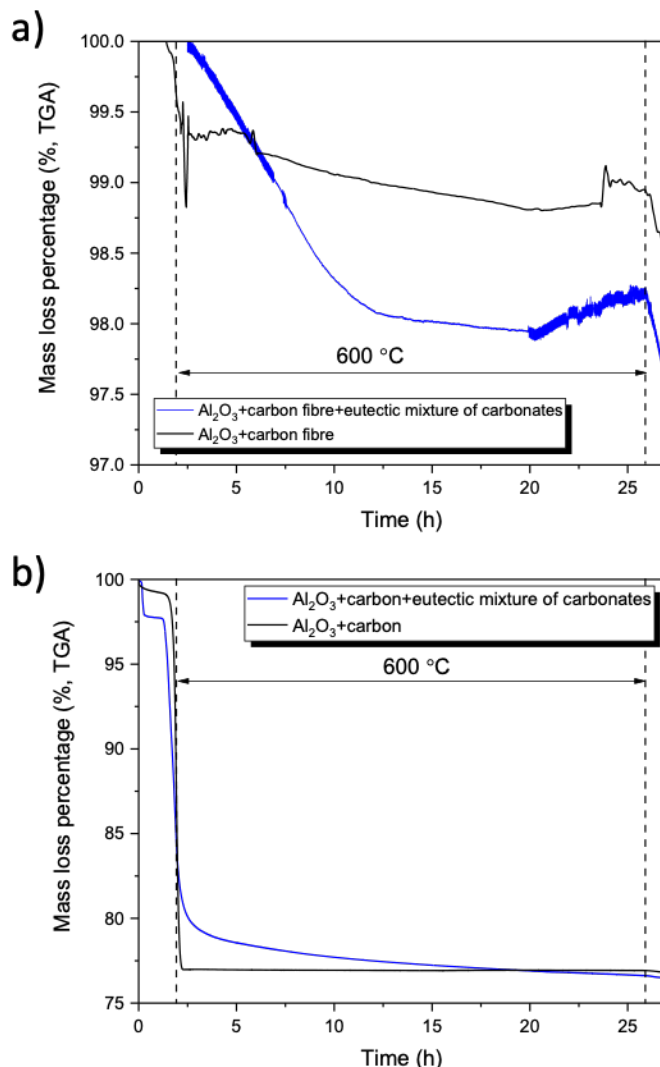 a)
Mass loss percentage (%, TGA)
100.0
99.5
99.0
98.5
98.0
97.5
97.0
600 °C
Al₂O₃+carbon fibre+eutectic mixture of carbonates
Al₂O₃+carbon fibre
0 5 10 15 20 25
Time (h)
b)
Mass loss percentage (%, TGA)
100
95
90
85
80
75
Al₂O₃+carbon+eutectic mixture of carbonates
Al₂O₃+carbon
600 °C
0 5 10 15 20 25
Time (h)